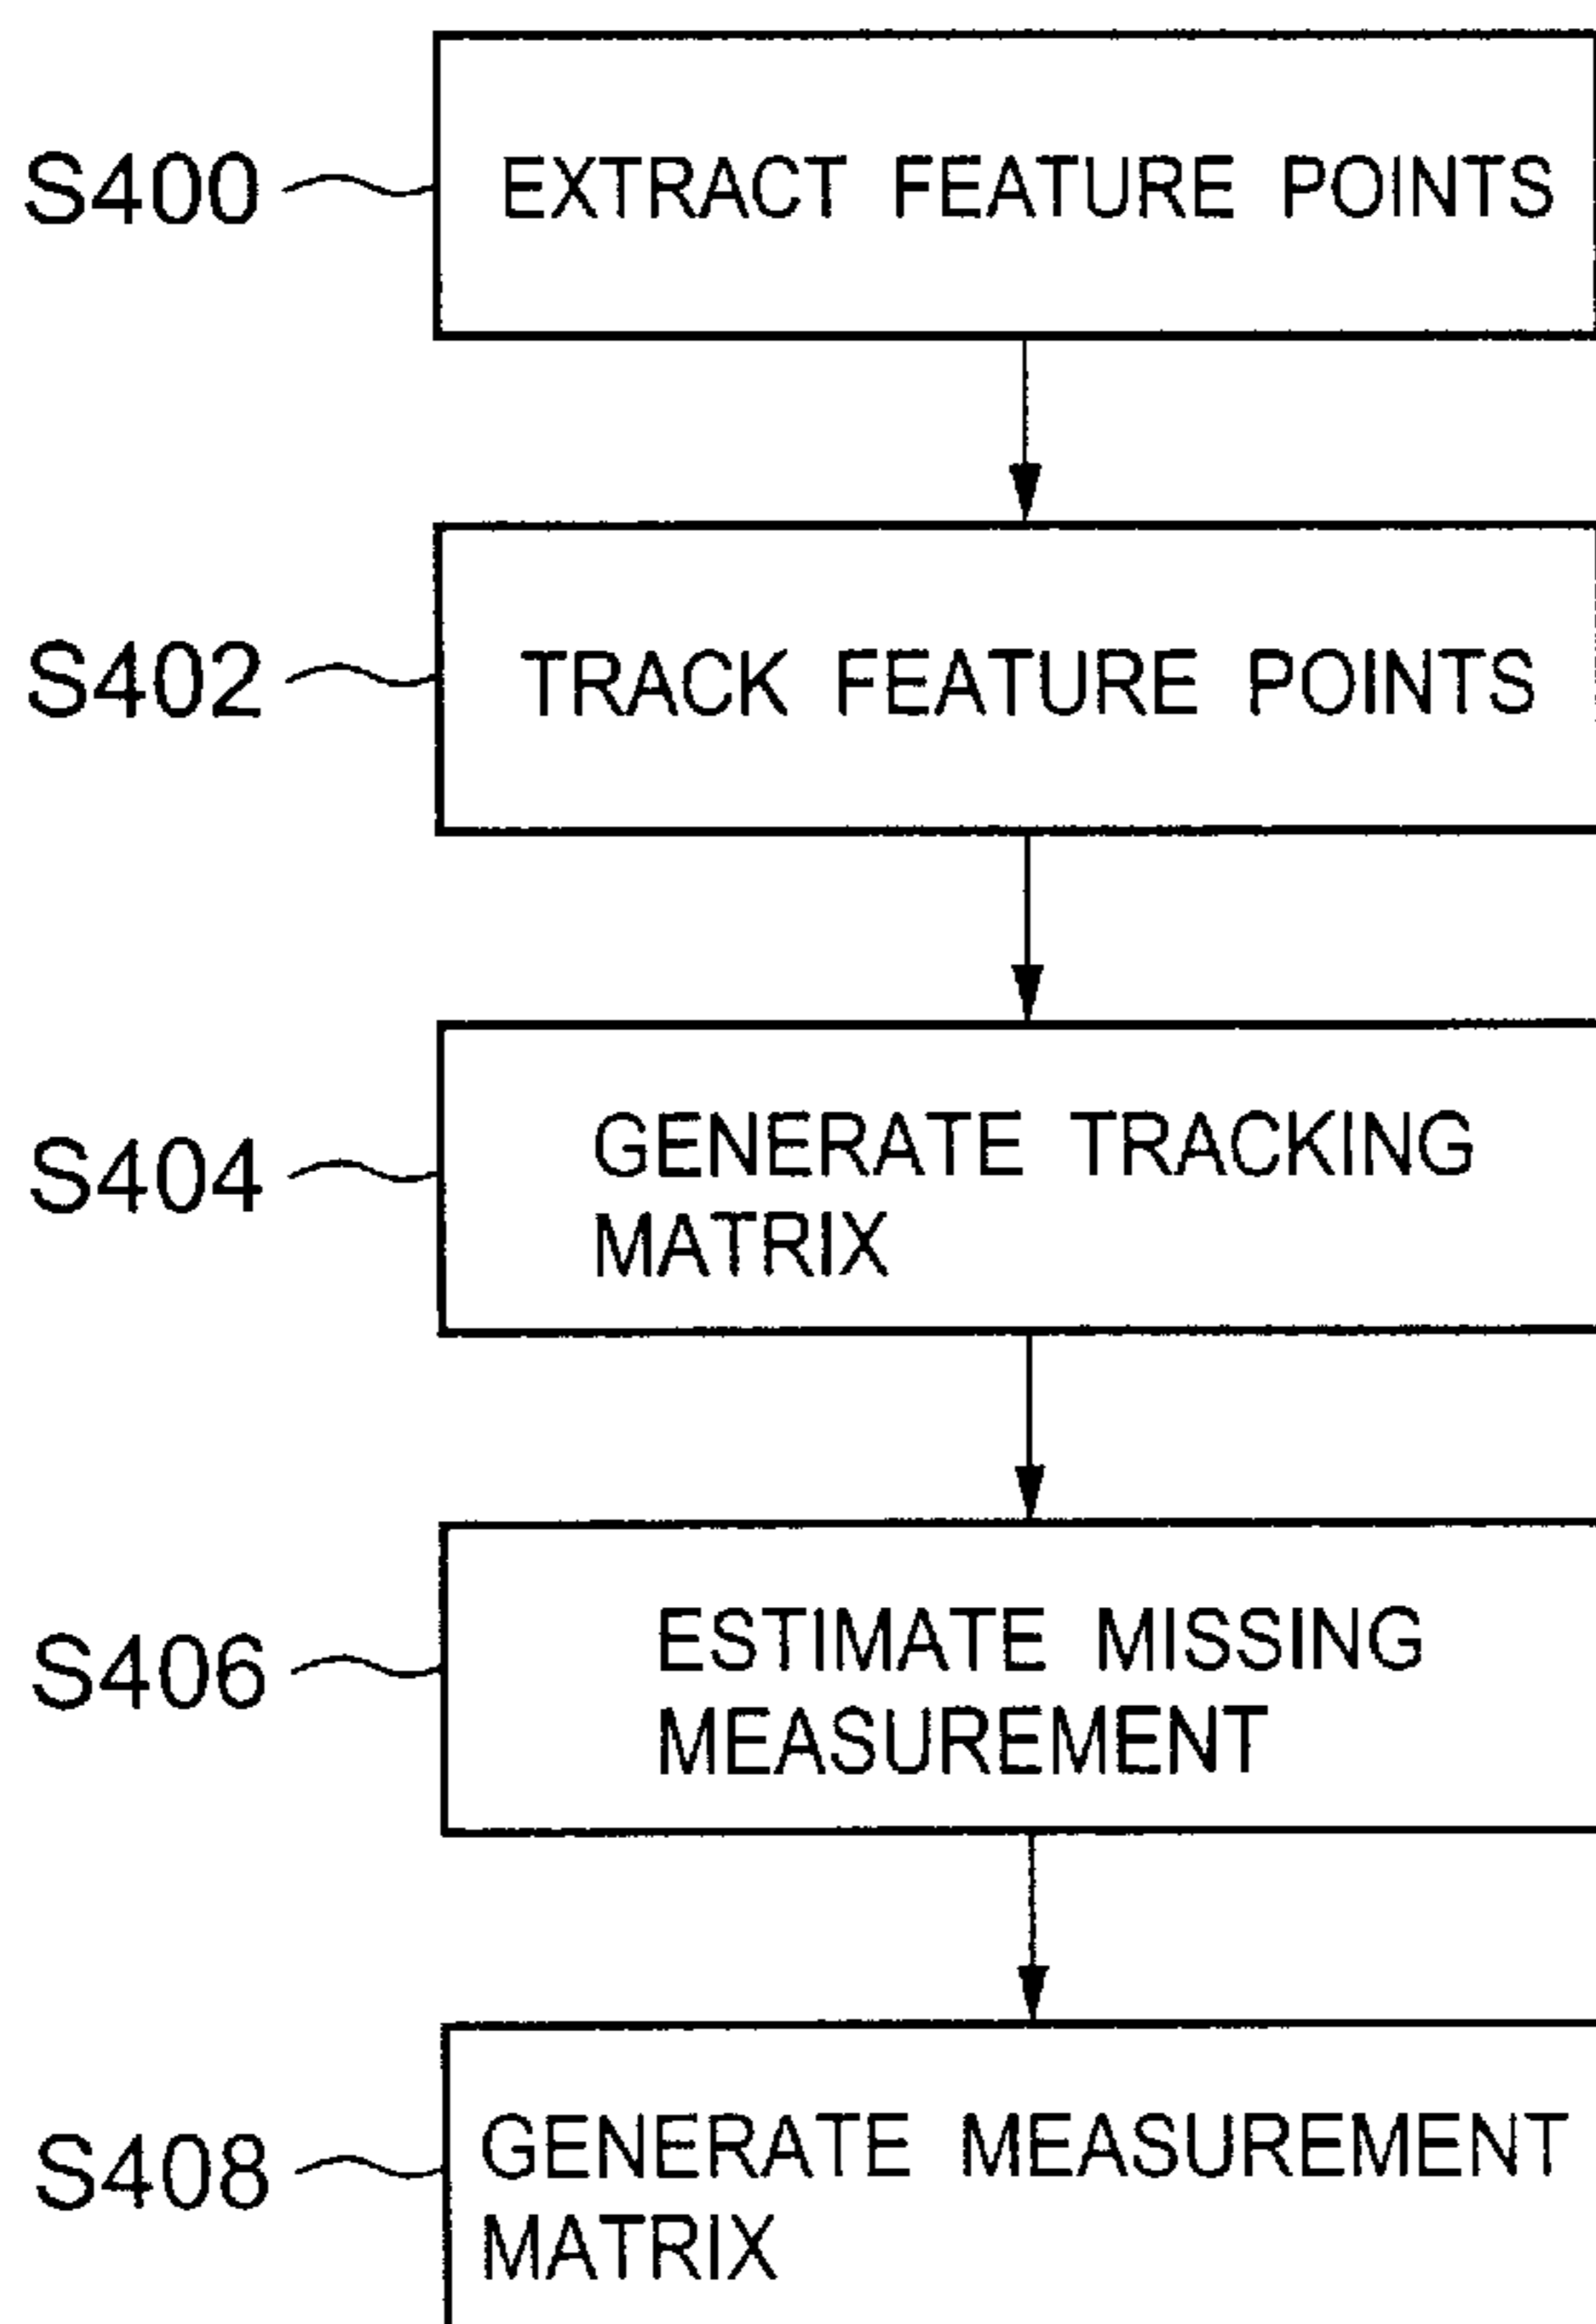 S400 EXTRACT FEATURE POINTS
S402 TRACK FEATURE POINTS
S404 GENERATE TRACKING
MATRIX
S406 ESTIMATE MISSING
MEASUREMENT
S408 GENERATE MEASUREMENT
MATRIX